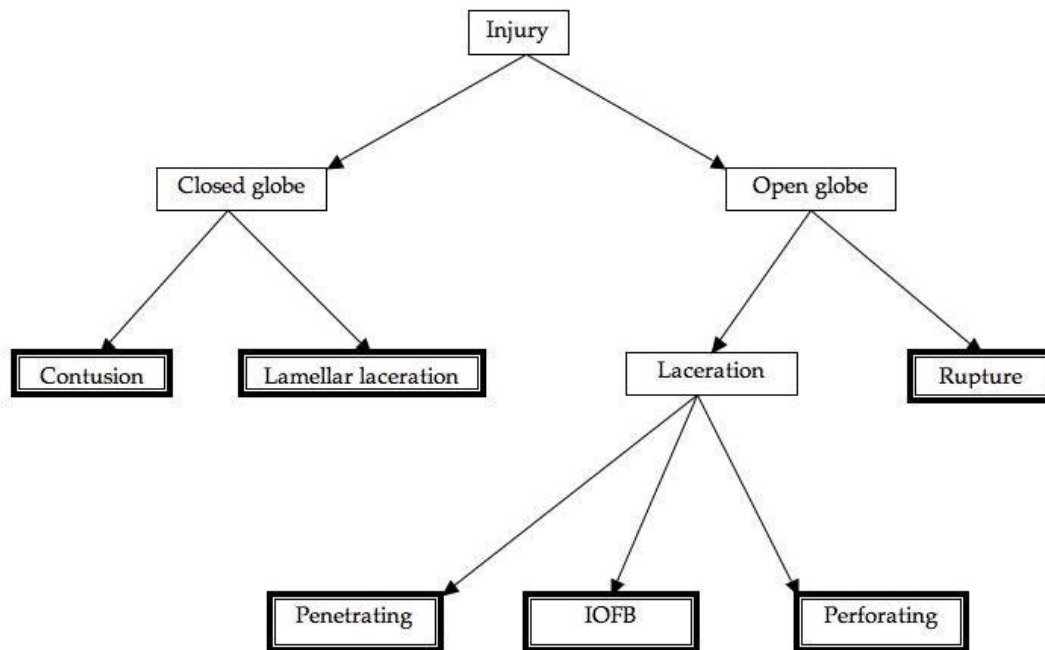 Injury
Closed globe
Open globe
Contusion
Lamellar laceration
Laceration
Rupture
Penetrating
IOFB
Perforating